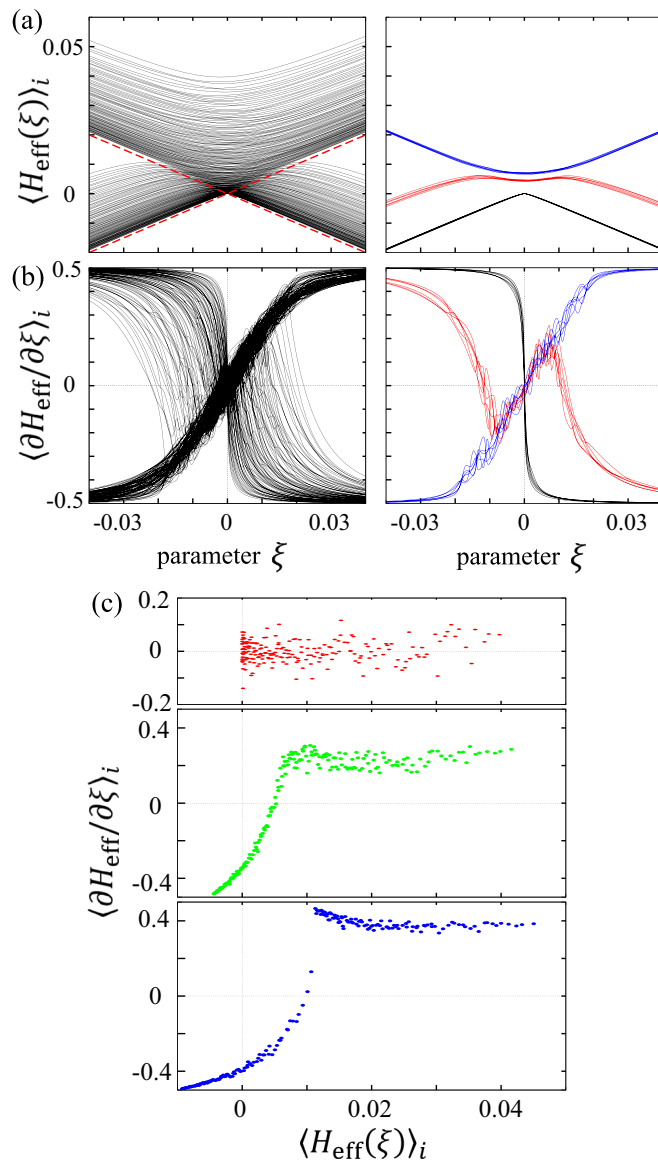 (a)
0.05
0
⟨H_eff(ξ)⟩_i
(b)
0.5
0
-0.5
⟨∂H_eff/∂ξ⟩_i
-0.03 0 0.03 -0.03 0 0.03
parameter ξ parameter ξ
(c)
0.2
0
-0.2
0.4
0
-0.4
0.4
0
-0.4
⟨∂H_eff/∂ξ⟩_i
0 0.02 0.04
⟨H_eff(ξ)⟩_i